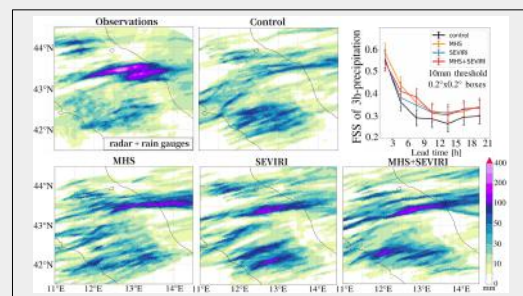 Observations
Control
44°N
43°N
42°N
radar + rain gauges
FSS of 3h-precipitation
0.6
0.5
0.4
0.3
0.2
control
MHS
SEVIRI
MHS+SEVIRI
10mm threshold
0.2°x0.2° boxes
0 3 6 9 12 15 18 21
Lead time [h]
MHS
SEVIRI
MHS+SEVIRI
44°N
43°N
42°N
11°E 12°E 13°E 14°E
11°E 12°E 13°E 14°E
11°E 12°E 13°E 14°E
400
200
100
50
30
10
0
mm